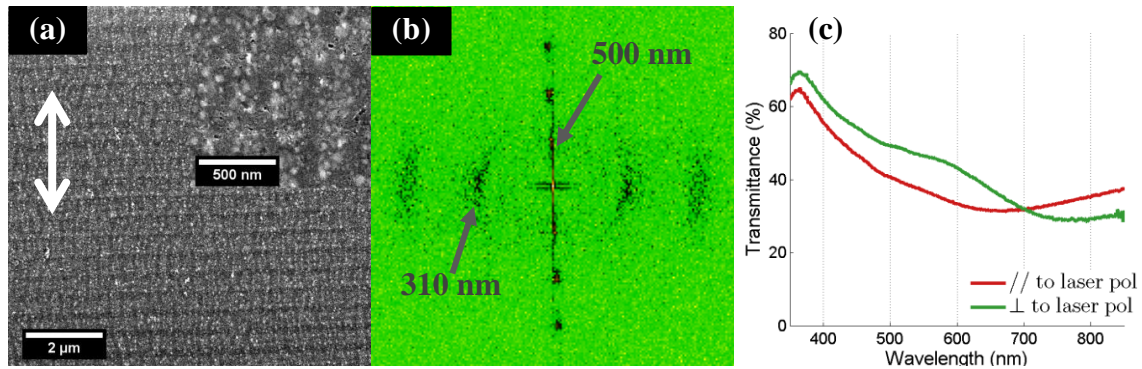 (a)
500 nm
2 µm
(b)
500 nm
310 nm
(c)
Transmittance (%)
80
60
40
20
0
400 500 600 700 800
Wavelength (nm)
// to laser pol
⊥ to laser pol